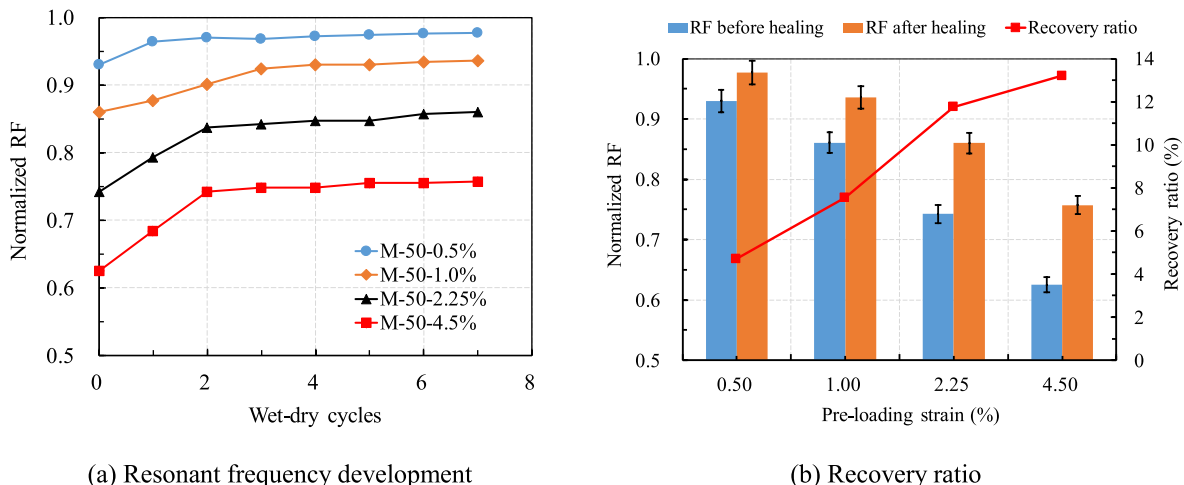 1.0
0.9
0.8
0.7
0.6
0.5
Normalized RF
0 2 4 6 8
Wet-dry cycles
M-50-0.5%
M-50-1.0%
M-50-2.25%
M-50-4.5%
(a) Resonant frequency development
RF before healing RF after healing Recovery ratio
1.0
0.9
0.8
0.7
0.6
0.5
Normalized RF
14
12
10
8
6
4
2
0
Recovery ratio (%)
0.50 1.00 2.25 4.50
Pre-loading strain (%)
(b) Recovery ratio